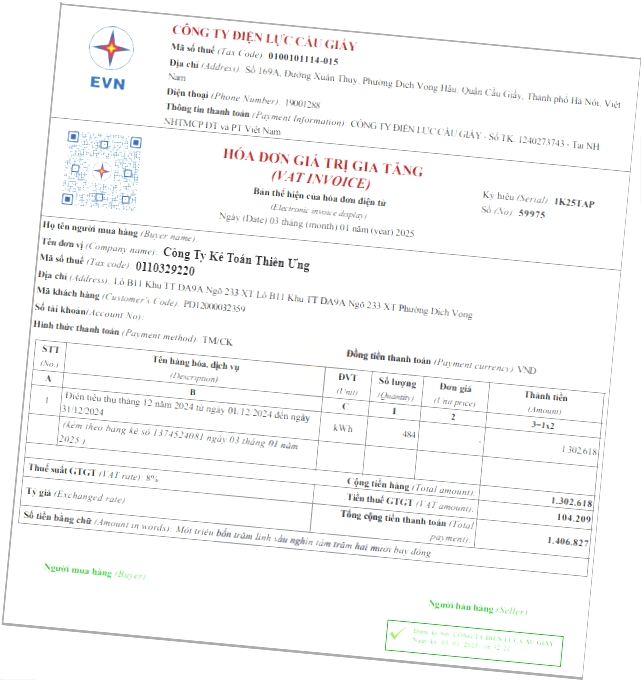 EVN
CÔNG TY ĐIỆN LỰC CẦU GIẤY
Mã số thuế (Tax Code): 0100101114-015
Địa chỉ (Address): Số 169A, Đường Xuân Thuỷ, Phường Dịch Vọng Hậu, Quận Cầu Giấy, Thành phố Hà Nội, Việt
Nam
Điện thoại (Phone Number): 19001288
Thông tin thanh toán (Payment Information): CÔNG TY ĐIỆN LỰC CẦU GIẤY - Số TK: 1240273743 - Tại NH
NHTMCP ĐT và PT Việt Nam
HÓA ĐƠN GIÁ TRỊ GIA TĂNG
(VAT INVOICE)
Bản thể hiện của hóa đơn điện tử
(Electronic invoice display)
Ngày (Date) 03 tháng (month) 01 năm (year) 2025
Ký hiệu (Serial): 1K25TAP
Số (No): 59975
Họ tên người mua hàng (Buyer name):
Tên đơn vị (Company name): Công Ty Kế Toán Thiên Ưng
Mã số thuế (Tax code): 0110329220
Địa chỉ (Address): Lô B11 Khu TT DA9A Ngõ 233 XT Lô B11 Khu TT DA9A Ngõ 233 XT Phường Dịch Vọng
Mã khách hàng (Customer's Code): PD12000032359
Số tài khoản(Account No):
Hình thức thanh toán (Payment method): TM/CK
Đồng tiền thanh toán (Payment currency) VND
STT (No.) Tên hàng hóa, dịch vụ (Description) ĐVT (Unit) Số lượng (Quantity) Đơn giá (Unit price) Thành tiền (Amount)
A B C 1 2 3=1x2
1 Điện tiêu thụ tháng 12 năm 2024 từ ngày 01/12/2024 đến ngày
31/12/2024 kWh 484 - 1.302.618
(kèm theo bảng kê số 1374524081 ngày 03 tháng 01 năm
2025 )
Cộng tiền hàng (Total amount): 1.302.618
Thuế suất GTGT (VAT rate): 8% Tiền thuế GTGT (VAT amount): 104.209
Tỷ giá (Exchanged rate) Tổng cộng tiền thanh toán (Total
payment): 1.406.827
Số tiền bằng chữ (Amount in words): Một triệu bốn trăm linh sáu nghìn tám trăm hai mươi bảy đồng
Người mua hàng (Buyer)
Người bán hàng (Seller)
CÔNG TY ĐIỆN LỰC CẦU GIẤY